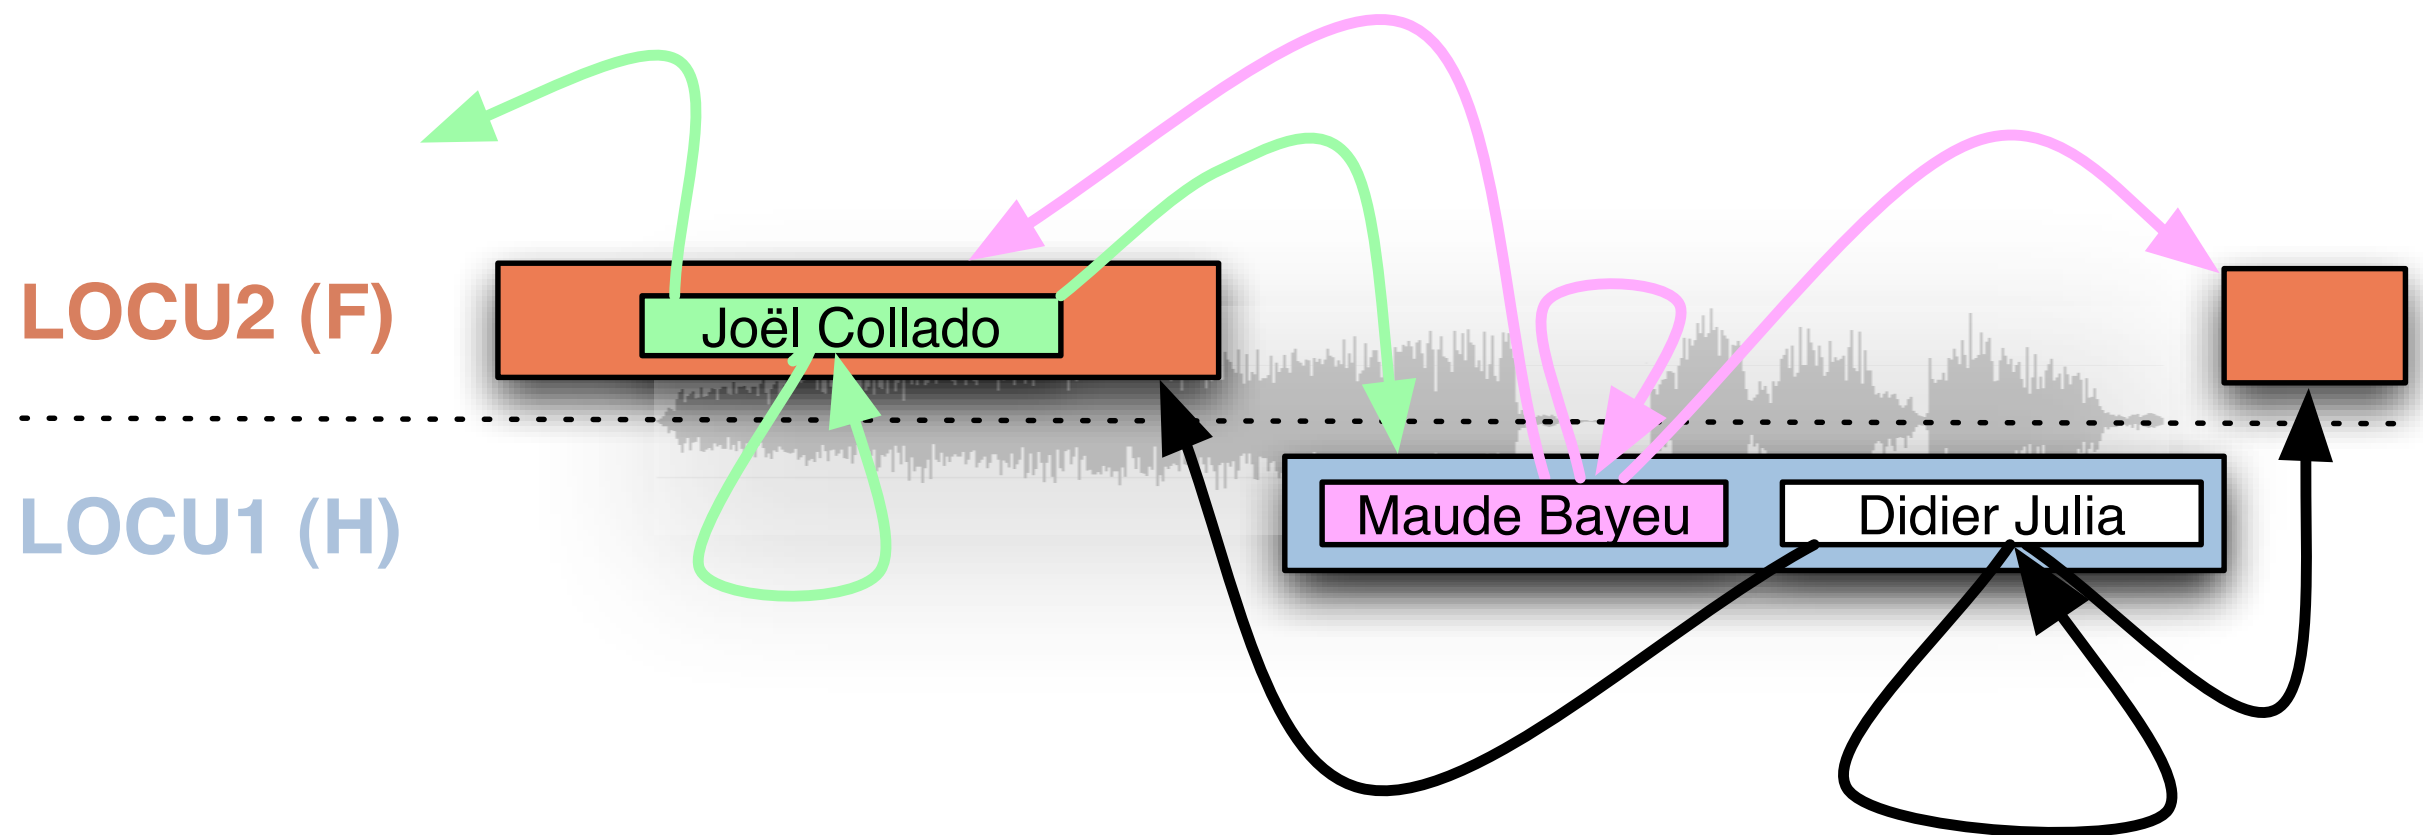 LOCU2 (F)
Joël Collado
LOCU1 (H)
Maude Bayeu
Didier Julia